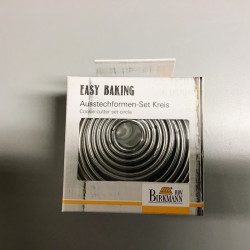 EASY BAKING
Ausstechformen-Set Kreis
Cookie cutter set circle
RBV
BIRKMANN